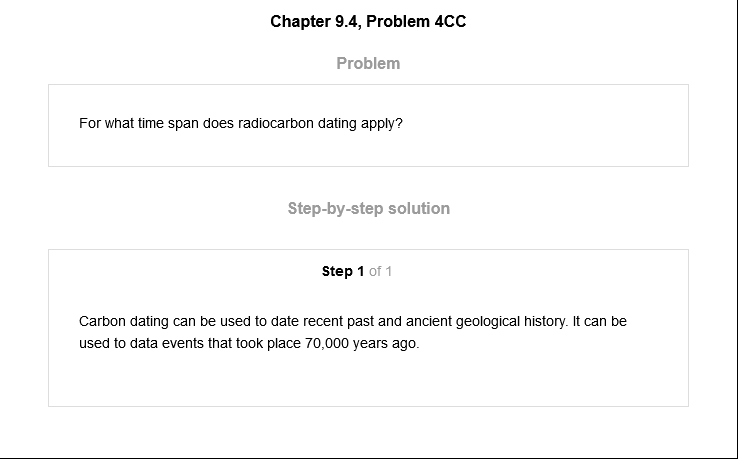 Chapter 9.4, Problem 4CC
Problem
For what time span does radiocarbon dating apply?
Step-by-step solution
Step 1 of 1
Carbon dating can be used to date recent past and ancient geological history. It can be
used to data events that took place 70,000 years ago.